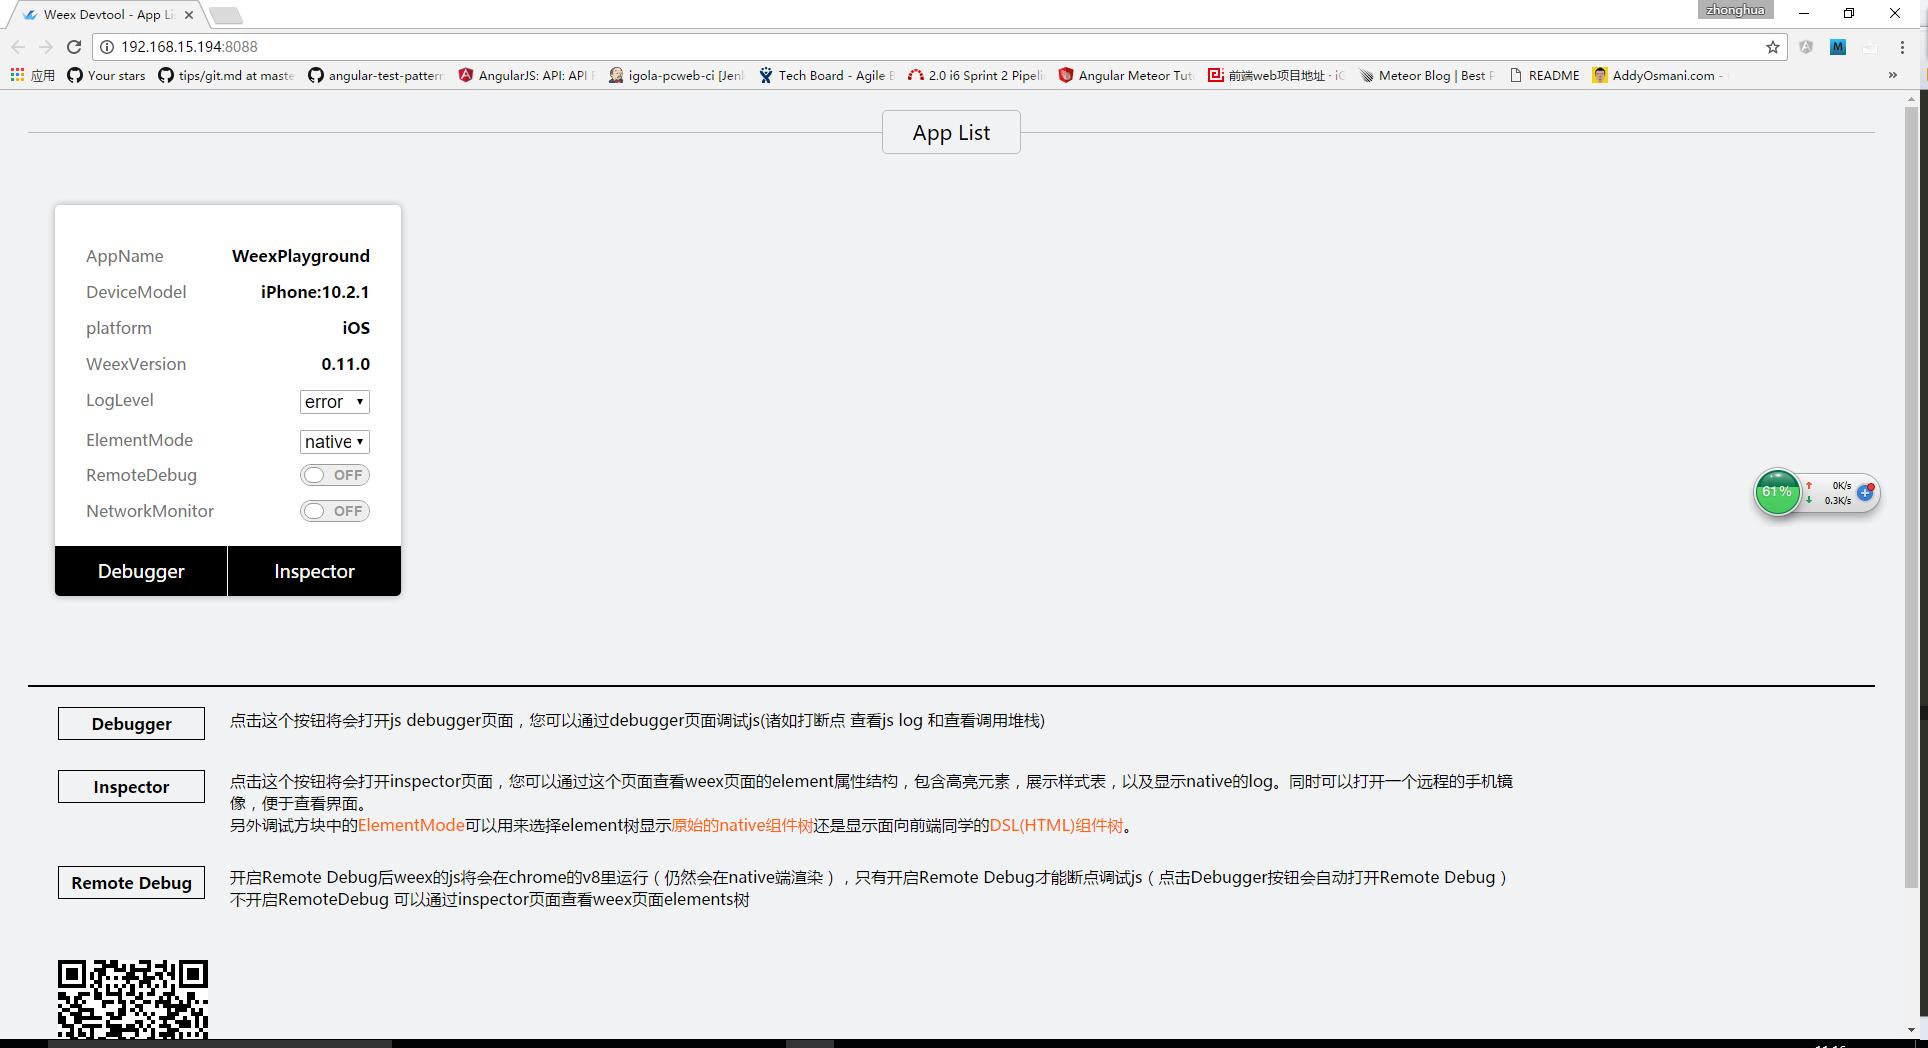 Weex Devtool - App Li
zhonghua
192.168.15.194:8088
应用
Your stars
tips/git.md at maste
angular-test-pattern
AngularJS: API: API R
igola-pcweb-ci [Jenk
Tech Board - Agile B
2.0 i6 Sprint 2 Pipeli
Angular Meteor Tuto
前端web项目地址 · iG
Meteor Blog | Best P
README
AddyOsmani.com -
»
App List
AppName WeexPlayground
DeviceModel iPhone:10.2.1
platform iOS
WeexVersion 0.11.0
LogLevel error
ElementMode native
RemoteDebug OFF
NetworkMonitor OFF
Debugger Inspector
61%
0K/s
0.3K/s
Debugger
点击这个按钮将会打开js debugger页面，您可以通过debugger页面调试js(诸如打断点 查看js log 和查看调用堆栈)
Inspector
点击这个按钮将会打开inspector页面，您可以通过这个页面查看weex页面的element属性结构，包含高亮元素，展示样式表，以及显示native的log。同时可以打开一个远程的手机镜
像，便于查看界面。
另外调试方块中的ElementMode可以用来选择element树显示原始的native组件树还是显示面向前端同学的DSL(HTML)组件树。
Remote Debug
开启Remote Debug后weex的js将会在chrome的v8里运行（仍然会在native端渲染），只有开启Remote Debug才能断点调试js（点击Debugger按钮会自动打开Remote Debug）
不开启RemoteDebug 可以通过inspector页面查看weex页面elements树